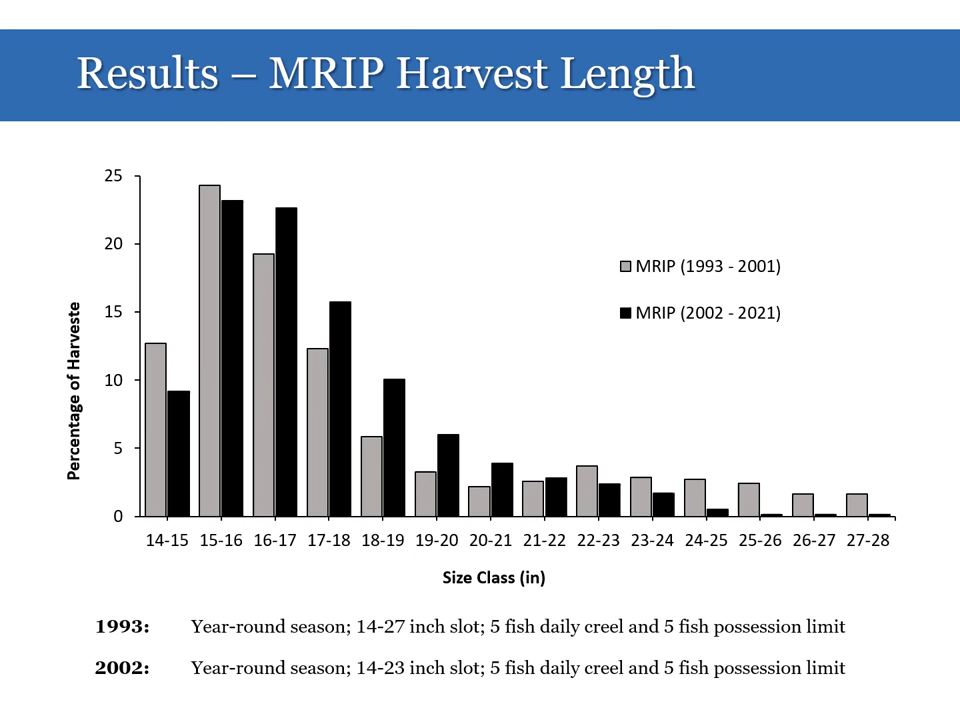 Results – MRIP Harvest Length
25
20
15
10
5
0
Percentage of Harveste
MRIP (1993 - 2001)
MRIP (2002 - 2021)
14-15 15-16 16-17 17-18 18-19 19-20 20-21 21-22 22-23 23-24 24-25 25-26 26-27 27-28
Size Class (in)
1993: Year-round season; 14-27 inch slot; 5 fish daily creel and 5 fish possession limit
2002: Year-round season; 14-23 inch slot; 5 fish daily creel and 5 fish possession limit